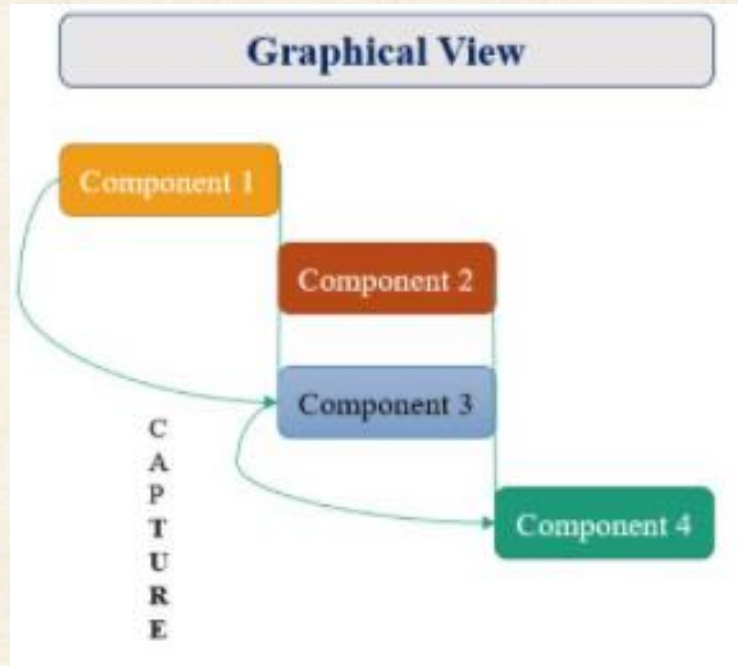 Graphical View
Component 1
Component 2
Component 3
C
A
P
T
U
R
E
Component 4